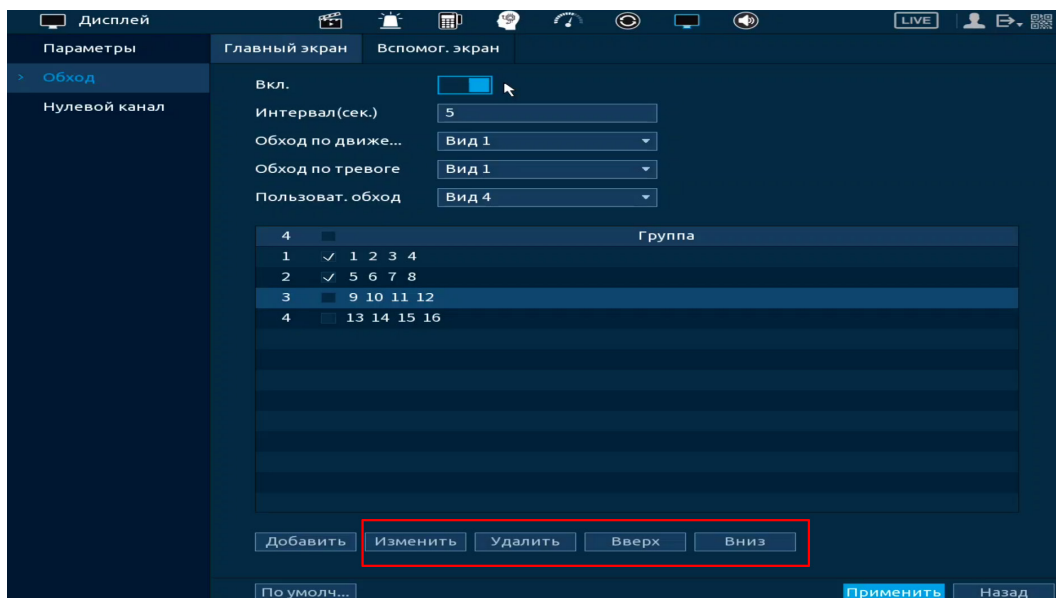 Дисплей LIVE
Параметры
Обход
Нулевой канал
Главный экран Вспомог. экран
Вкл.
Интервал(сек.) 5
Обход по движе... Вид 1
Обход по тревоге Вид 1
Пользоват. обход Вид 4
4 Группа
1 1 2 3 4
2 5 6 7 8
3 9 10 11 12
4 13 14 15 16
Добавить Изменить Удалить Вверх Вниз
По умолч... Применить Назад